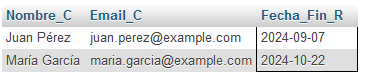 Nombre_C Email_C Fecha_Fin_R
Juan Pérez juan.perez@example.com 2024-09-07
María García maria.garcia@example.com 2024-10-22